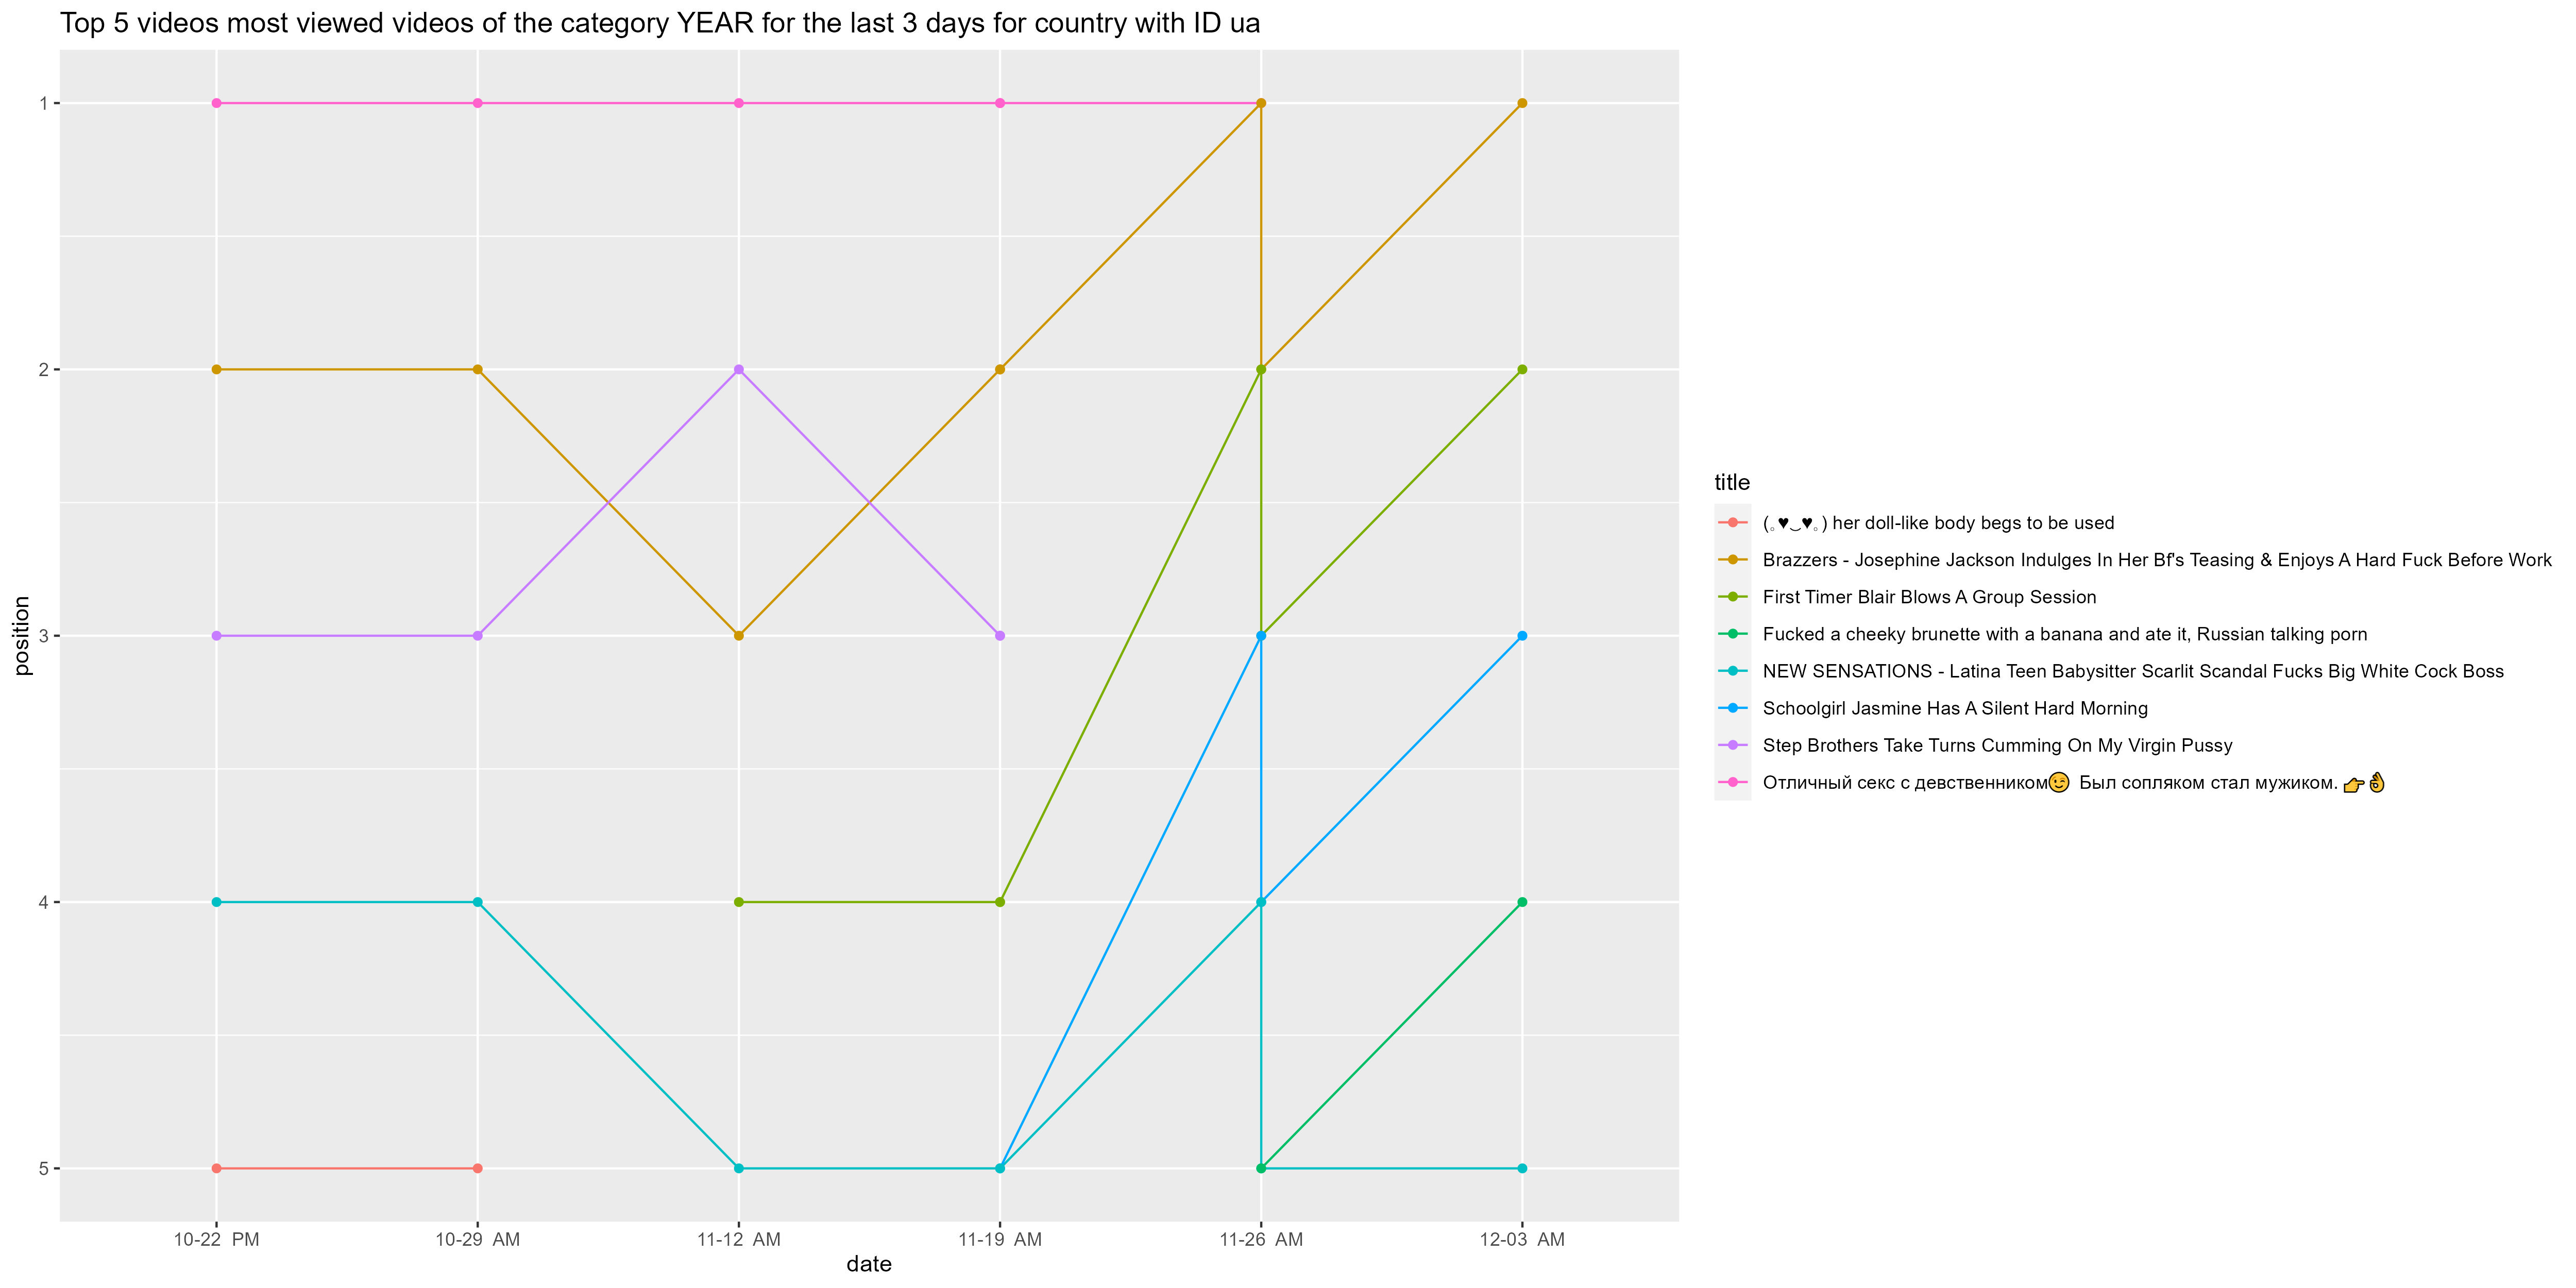 Top 5 videos most viewed videos of the category YEAR for the last 3 days for country with ID ua
position
1
2
3
4
5
10-22 PM
10-29 AM
11-12 AM
11-19 AM
11-26 AM
12-03 AM
date
title
(｡♥‿♥｡) her doll-like body begs to be used
Brazzers - Josephine Jackson Indulges In Her Bf's Teasing & Enjoys A Hard Fuck Before Work
First Timer Blair Blows A Group Session
Fucked a cheeky brunette with a banana and ate it, Russian talking porn
NEW SENSATIONS - Latina Teen Babysitter Scarlit Scandal Fucks Big White Cock Boss
Schoolgirl Jasmine Has A Silent Hard Morning
Step Brothers Take Turns Cumming On My Virgin Pussy
Отличный секс с девственником😉 Был сопляком стал мужиком. 👉👌